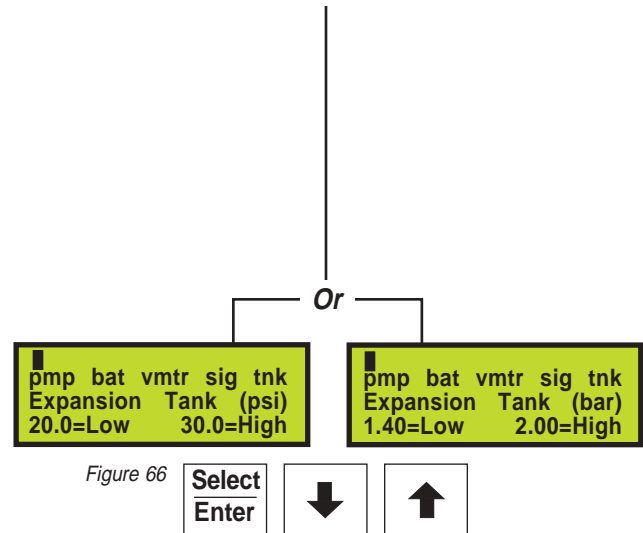 Or
pmp bat vmtr sig tnk
Expansion Tank (psi)
20.0=Low 30.0=High
pmp bat vmtr sig tnk
Expansion Tank (bar)
1.40=Low 2.00=High
Figure 66
Select
Enter